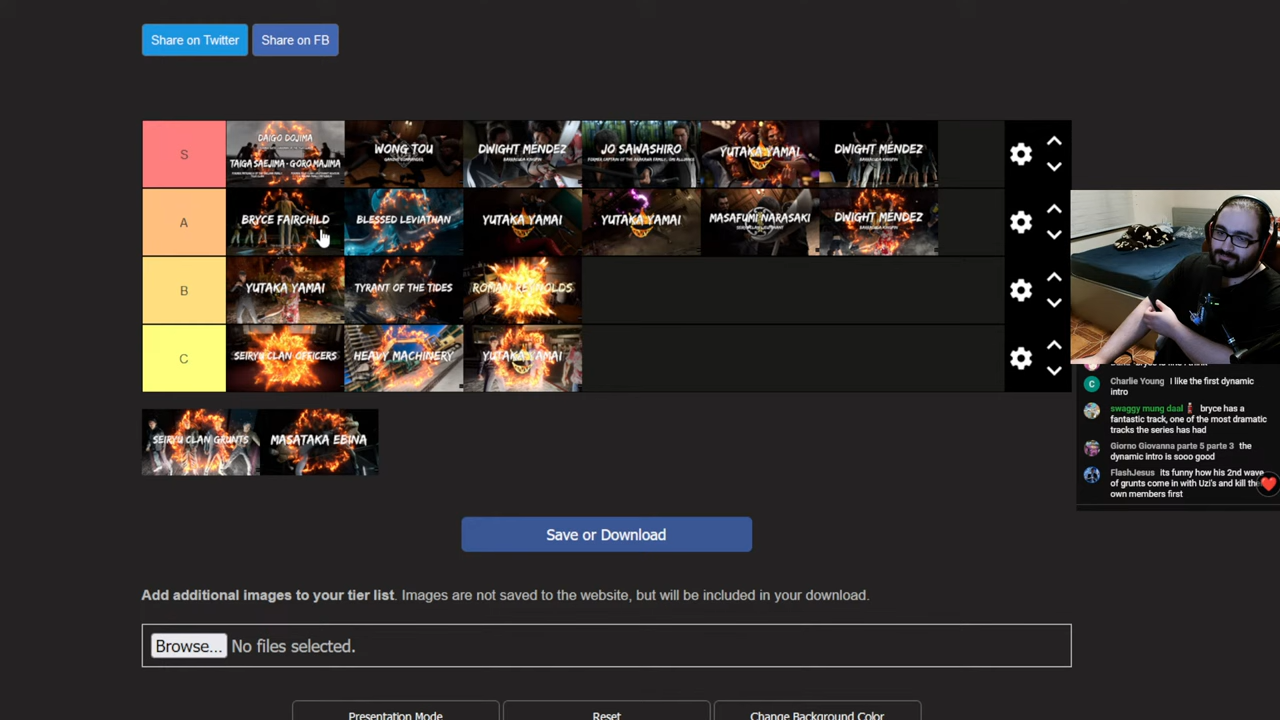 Share on Twitter
Share on FB
S
DAIGO DOJIMA
TAIGA SAEJIMA · GORO MAJIMA
WONG TOU
DWIGHT MÉNDEZ
JO SAWASHIRO
YUTAKA YAMAI
DWIGHT MÉNDEZ
A
BRYCE FAIRCHILD
BLESSED LEVIATHAN
YUTAKA YAMAI
YUTAKA YAMAI
MASAFUMI NARASAKI
DWIGHT MÉNDEZ
B
YUTAKA YAMAI
TYRANT OF THE TIDES
ROMAN REYNOLDS
C
SEIRYU CLAN OFFICERS
HEAVY MACHINERY
YUTAKA YAMAI
SEIRYU CLAN GRUNTS
MASATAKA EBINA
C
Charlie Young I like the first dynamic
intro
swaggy mung daal bryce has a
fantastic track, one of the most dramatic
tracks the series has had
Giorno Giovanna parte 5 parte 3 the
dynamic intro is sooo good
FlashJesus its funny how his 2nd wave
of grunts come in with Uzi's and kill the
own members first
Save or Download
Add additional images to your tier list. Images are not saved to the website, but will be included in your download.
Browse... No files selected.
Presentation Mode
Reset
Change Background Color